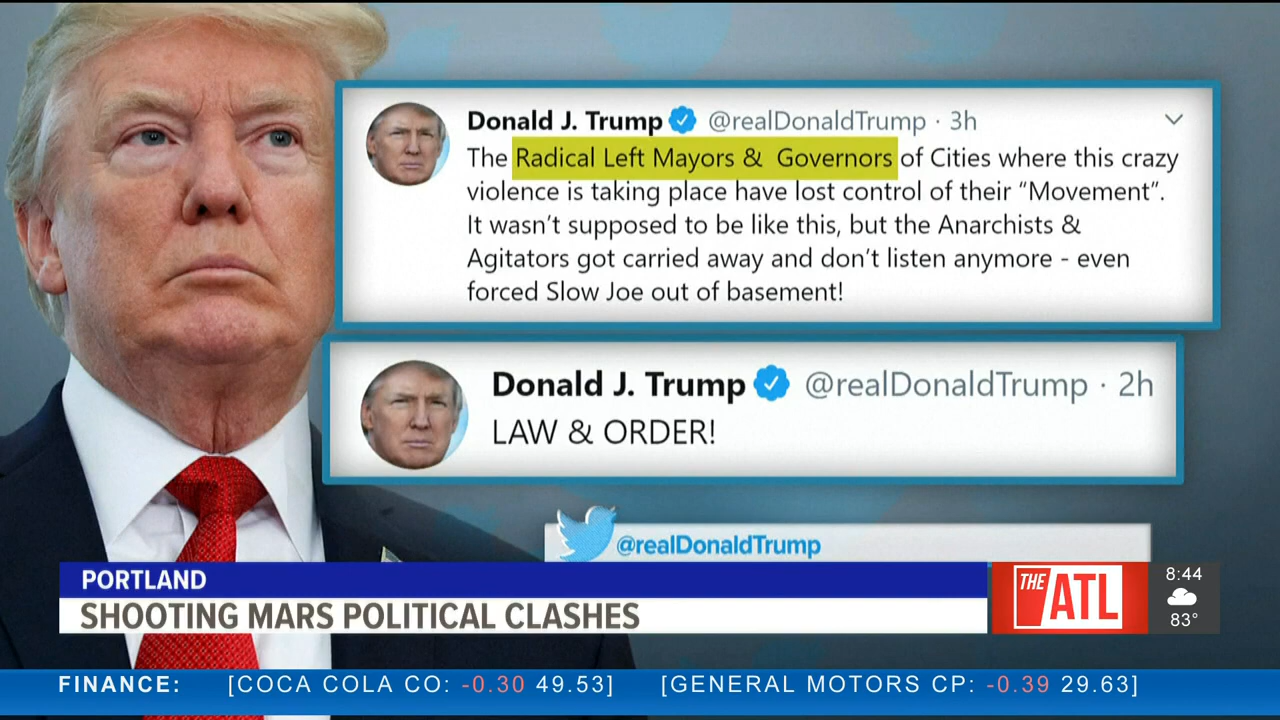 Donald J. Trump @realDonaldTrump · 3h
The Radical Left Mayors & Governors of Cities where this crazy
violence is taking place have lost control of their “Movement”.
It wasn’t supposed to be like this, but the Anarchists &
Agitators got carried away and don’t listen anymore - even
forced Slow Joe out of basement!
Donald J. Trump @realDonaldTrump · 2h
LAW & ORDER!
@realDonaldTrump
PORTLAND
SHOOTING MARS POLITICAL CLASHES
THE ATL
8:44
83°
FINANCE: [COCA COLA CO: -0.30 49.53] [GENERAL MOTORS CP: -0.39 29.63]